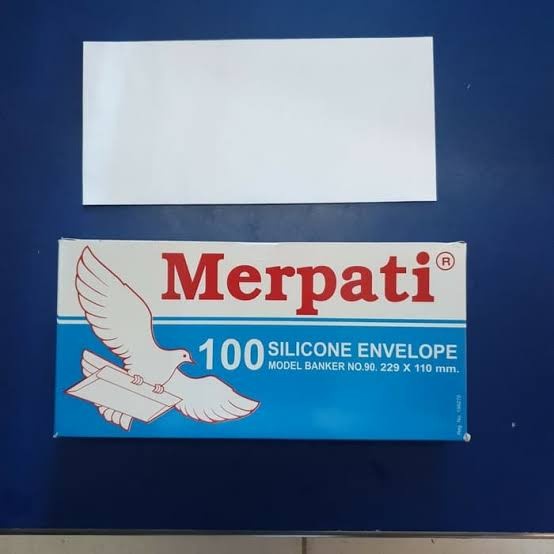 Merpati®
100 SILICONE ENVELOPE
MODEL BANKER NO.90. 229 X 110 mm.